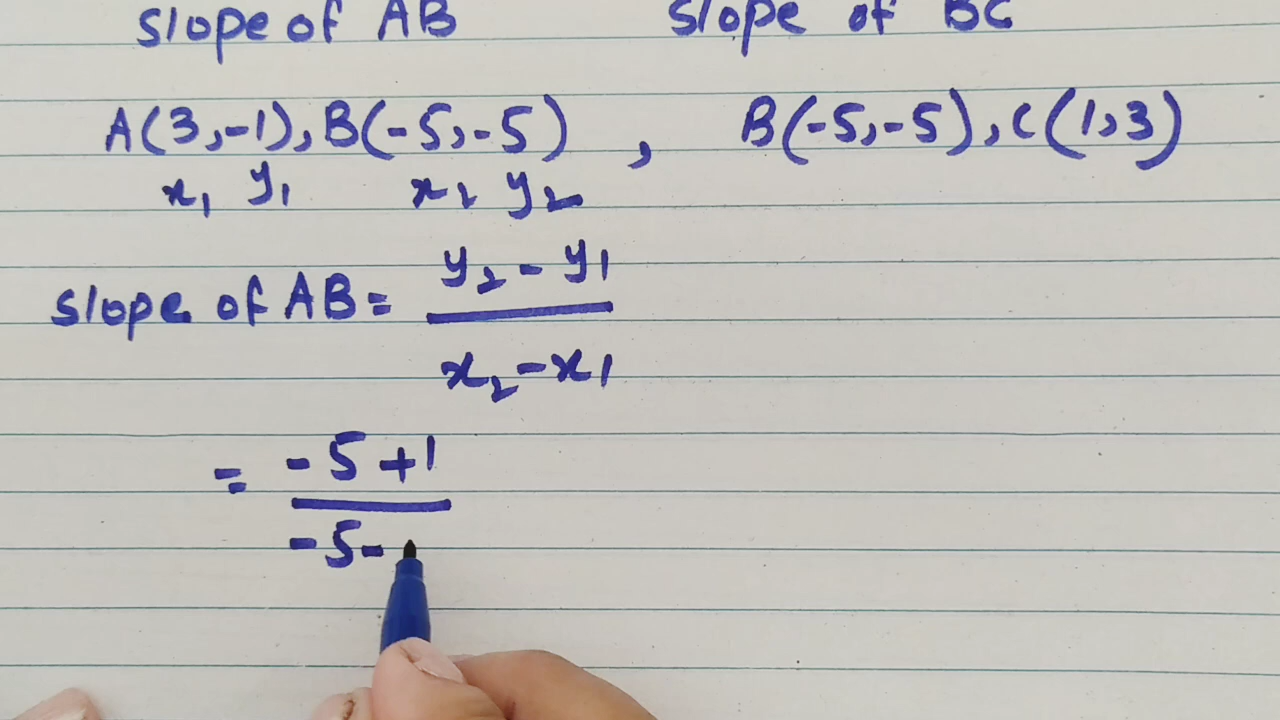 slope of AB slope of BC
A(3,-1), B(-5,-5) , B(-5,-5), C(1,3)
x₁ y₁ x₂ y₂
y₂ - y₁
slope of AB =
x₂ - x₁
= -5+1
-5-